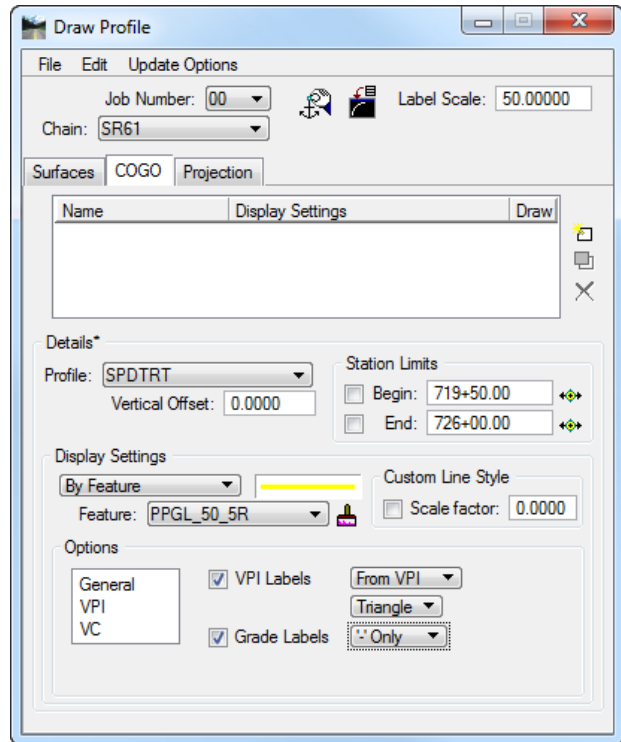 Draw Profile
File Edit Update Options
Job Number: 00 Label Scale: 50.00000
Chain: SR61
Surfaces COGO Projection
Name Display Settings Draw
Details*
Profile: SPDTRT Station Limits
Begin: 719+50.00
Vertical Offset: 0.0000
End: 726+00.00
Display Settings
By Feature Custom Line Style
Feature: PPGL_50_5R Scale factor: 0.0000
Options
General VPI Labels From VPI
VPI Triangle
VC Grade Labels '-' Only